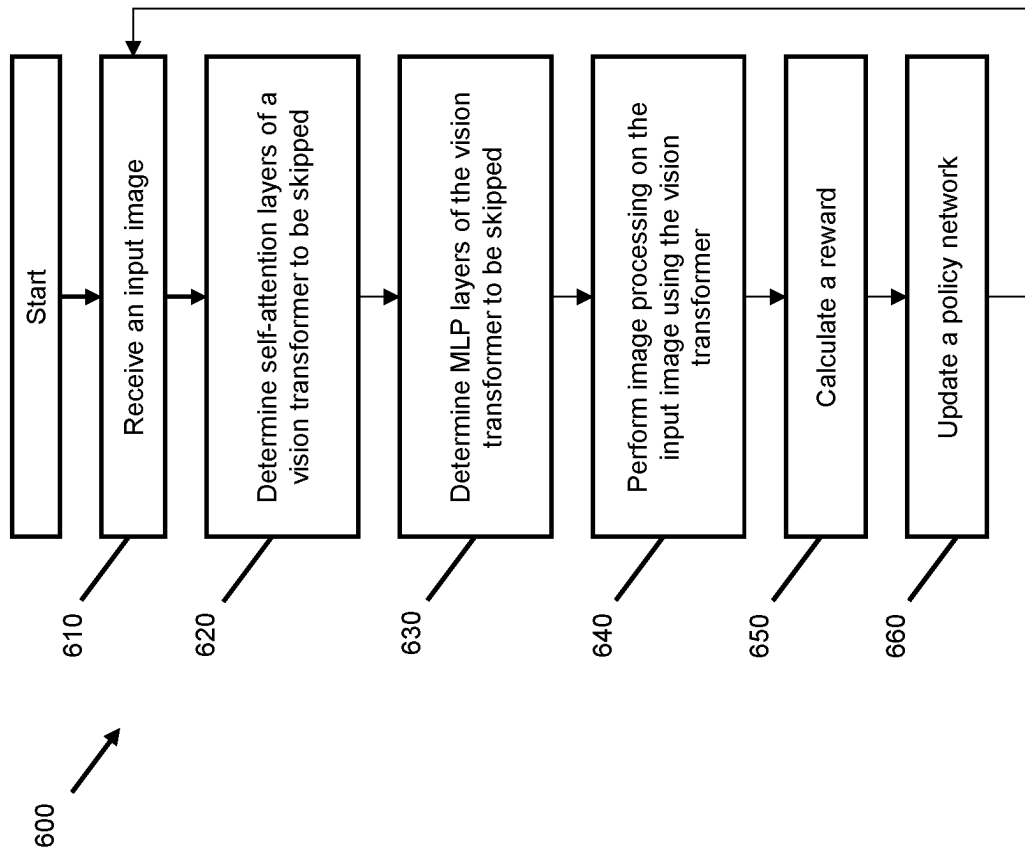 600
Start
610
Receive an input image
620
Determine self-attention layers of a
vision transformer to be skipped
630
Determine MLP layers of the vision
transformer to be skipped
640
Perform image processing on the
input image using the vision
transformer
650
Calculate a reward
660
Update a policy network